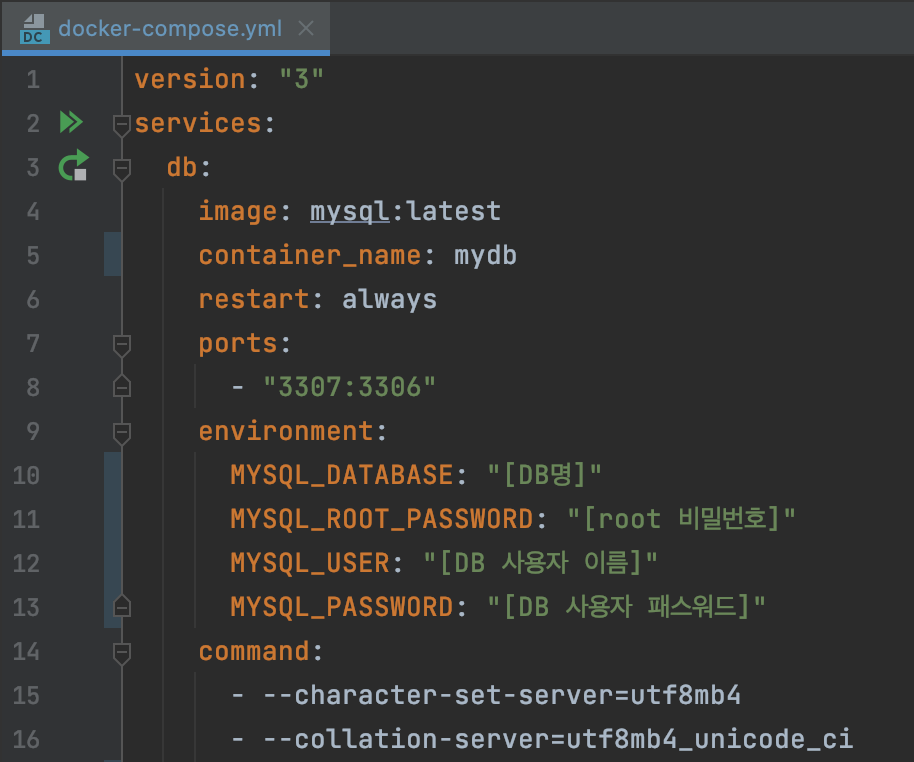 DC docker-compose.yml
1 version: "3"
2 services:
3 db:
4 image: mysql:latest
5 container_name: mydb
6 restart: always
7 ports:
8 - "3307:3306"
9 environment:
10 MYSQL_DATABASE: "[DB명]"
11 MYSQL_ROOT_PASSWORD: "[root 비밀번호]"
12 MYSQL_USER: "[DB 사용자 이름]"
13 MYSQL_PASSWORD: "[DB 사용자 패스워드]"
14 command:
15 - --character-set-server=utf8mb4
16 - --collation-server=utf8mb4_unicode_ci